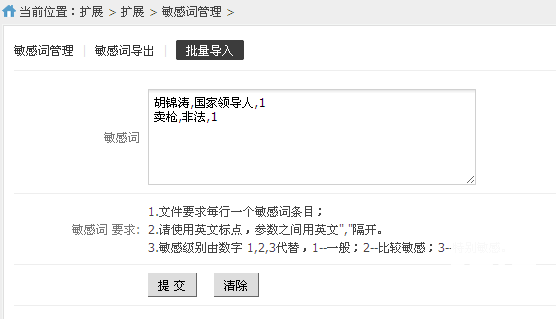 当前位置：扩展 > 扩展 > 敏感词管理 >
敏感词管理 | 敏感词导出 | 批量导入
敏感词
胡锦涛,国家领导人,1
卖枪,非法,1
敏感词 要求:
1.文件要求每行一个敏感词条目；
2.请使用英文标点，参数之间用英文","隔开。
3.敏感级别由数字 1,2,3代替，1--一般；2--比较敏感；3--
提 交 清除